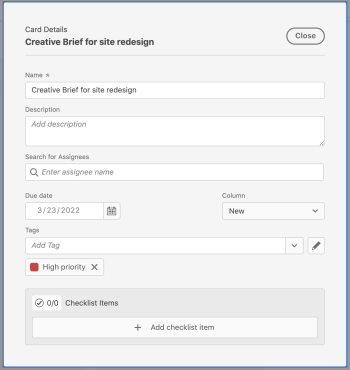 Card Details
Creative Brief for site redesign
Close
Name *
Creative Brief for site redesign
Description
Add description
Search for Assignees
Enter assignee name
Due date
Column
3/23/2022
New
Tags
Add Tag
High priority
0/0 Checklist Items
+ Add checklist item